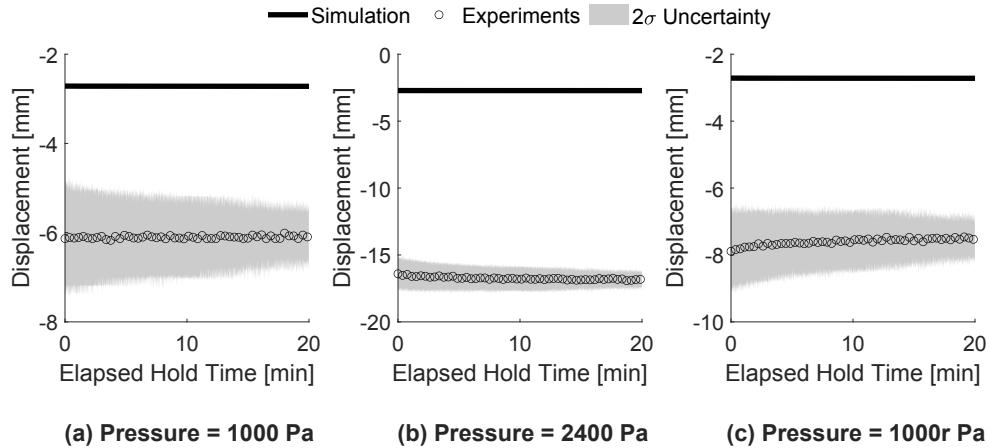 Simulation Experiments 2σ Uncertainty
-2
-4
-6
-8
0 10 20
Displacement [mm]
Elapsed Hold Time [min]
(a) Pressure = 1000 Pa
0
-5
-10
-15
-20
0 10 20
Displacement [mm]
Elapsed Hold Time [min]
(b) Pressure = 2400 Pa
-2
-4
-6
-8
-10
0 10 20
Displacement [mm]
Elapsed Hold Time [min]
(c) Pressure = 1000r Pa